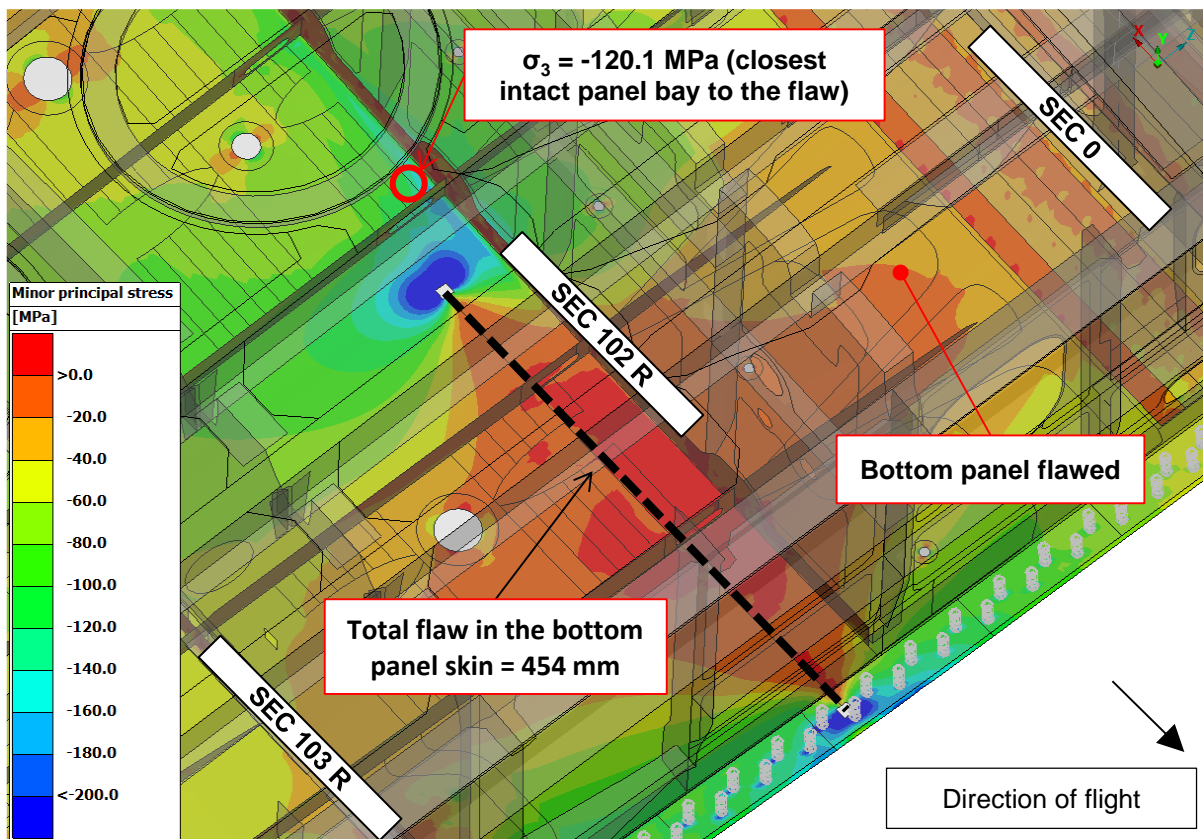 σ₃ = -120.1 MPa (closest
intact panel bay to the flaw)
X
Y
Z
SEC 0
Minor principal stress
[MPa]
>0.0
-20.0
-40.0
-60.0
-80.0
-100.0
-120.0
-140.0
-160.0
-180.0
<-200.0
SEC 102 R
Bottom panel flawed
Total flaw in the bottom
panel skin = 454 mm
SEC 103 R
Direction of flight